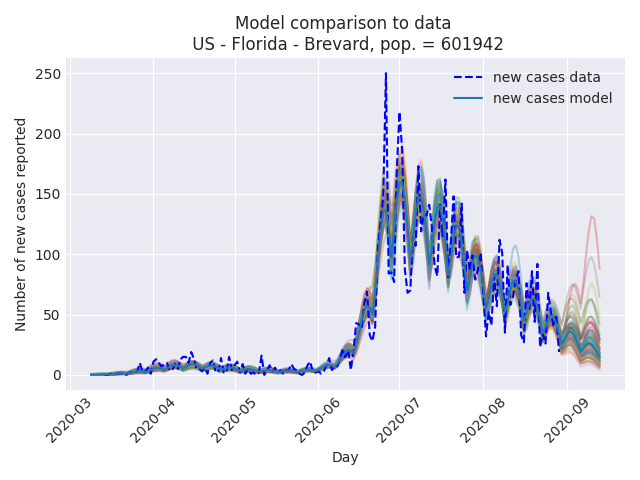 Model comparison to data
US - Florida - Brevard, pop. = 601942
new cases data
new cases model
Number of new cases reported
250
200
150
100
50
0
2020-03
2020-04
2020-05
2020-06
2020-07
2020-08
2020-09
Day